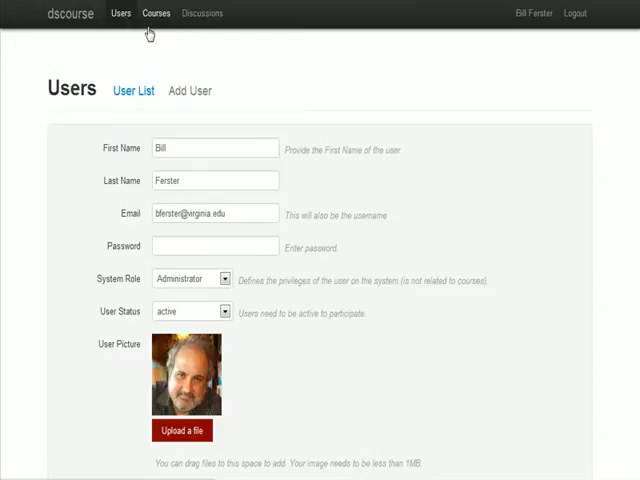 dscourse Users Courses Discussions Bill Ferster Logout
Users User List Add User
First Name Bill Provide the First Name of the user
Last Name Ferster
Email bferster@virginia.edu This will also be the username
Password Enter password.
System Role Administrator Defines the privileges of the user on the system (is not related to courses).
User Status active Users need to be active to participate.
User Picture
Upload a file
You can drag files to this space to add. Your image needs to be less than 1MB.